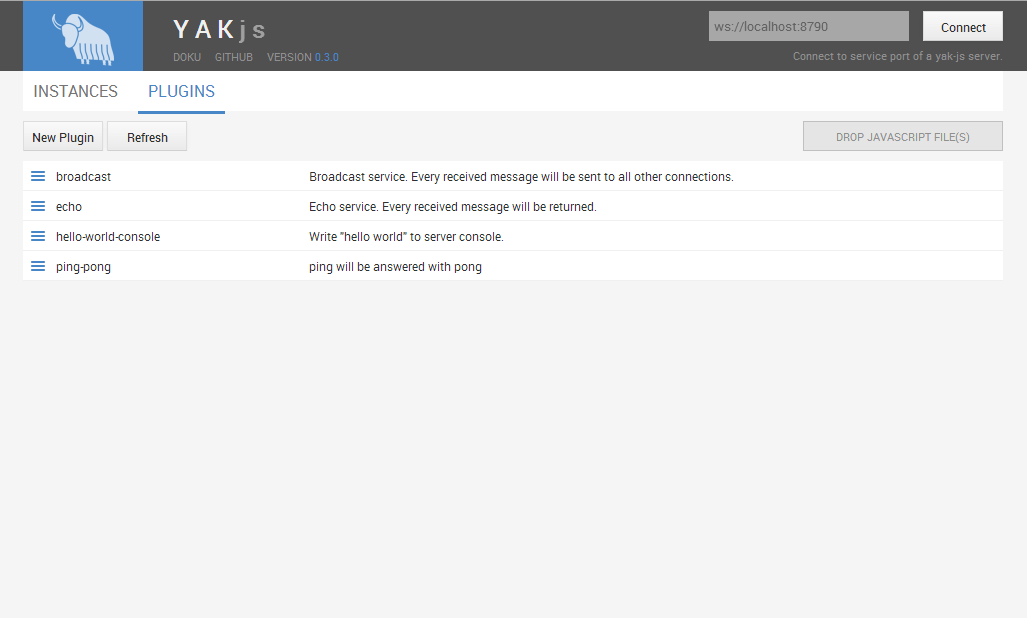 YAKjs
ws://localhost:8790
Connect
DOKU GITHUB VERSION 0.3.0
Connect to service port of a yak-js server.
INSTANCES PLUGINS
New Plugin Refresh DROP JAVASCRIPT FILE(S)
broadcast Broadcast service. Every received message will be sent to all other connections.
echo Echo service. Every received message will be returned.
hello-world-console Write "hello world" to server console.
ping-pong ping will be answered with pong